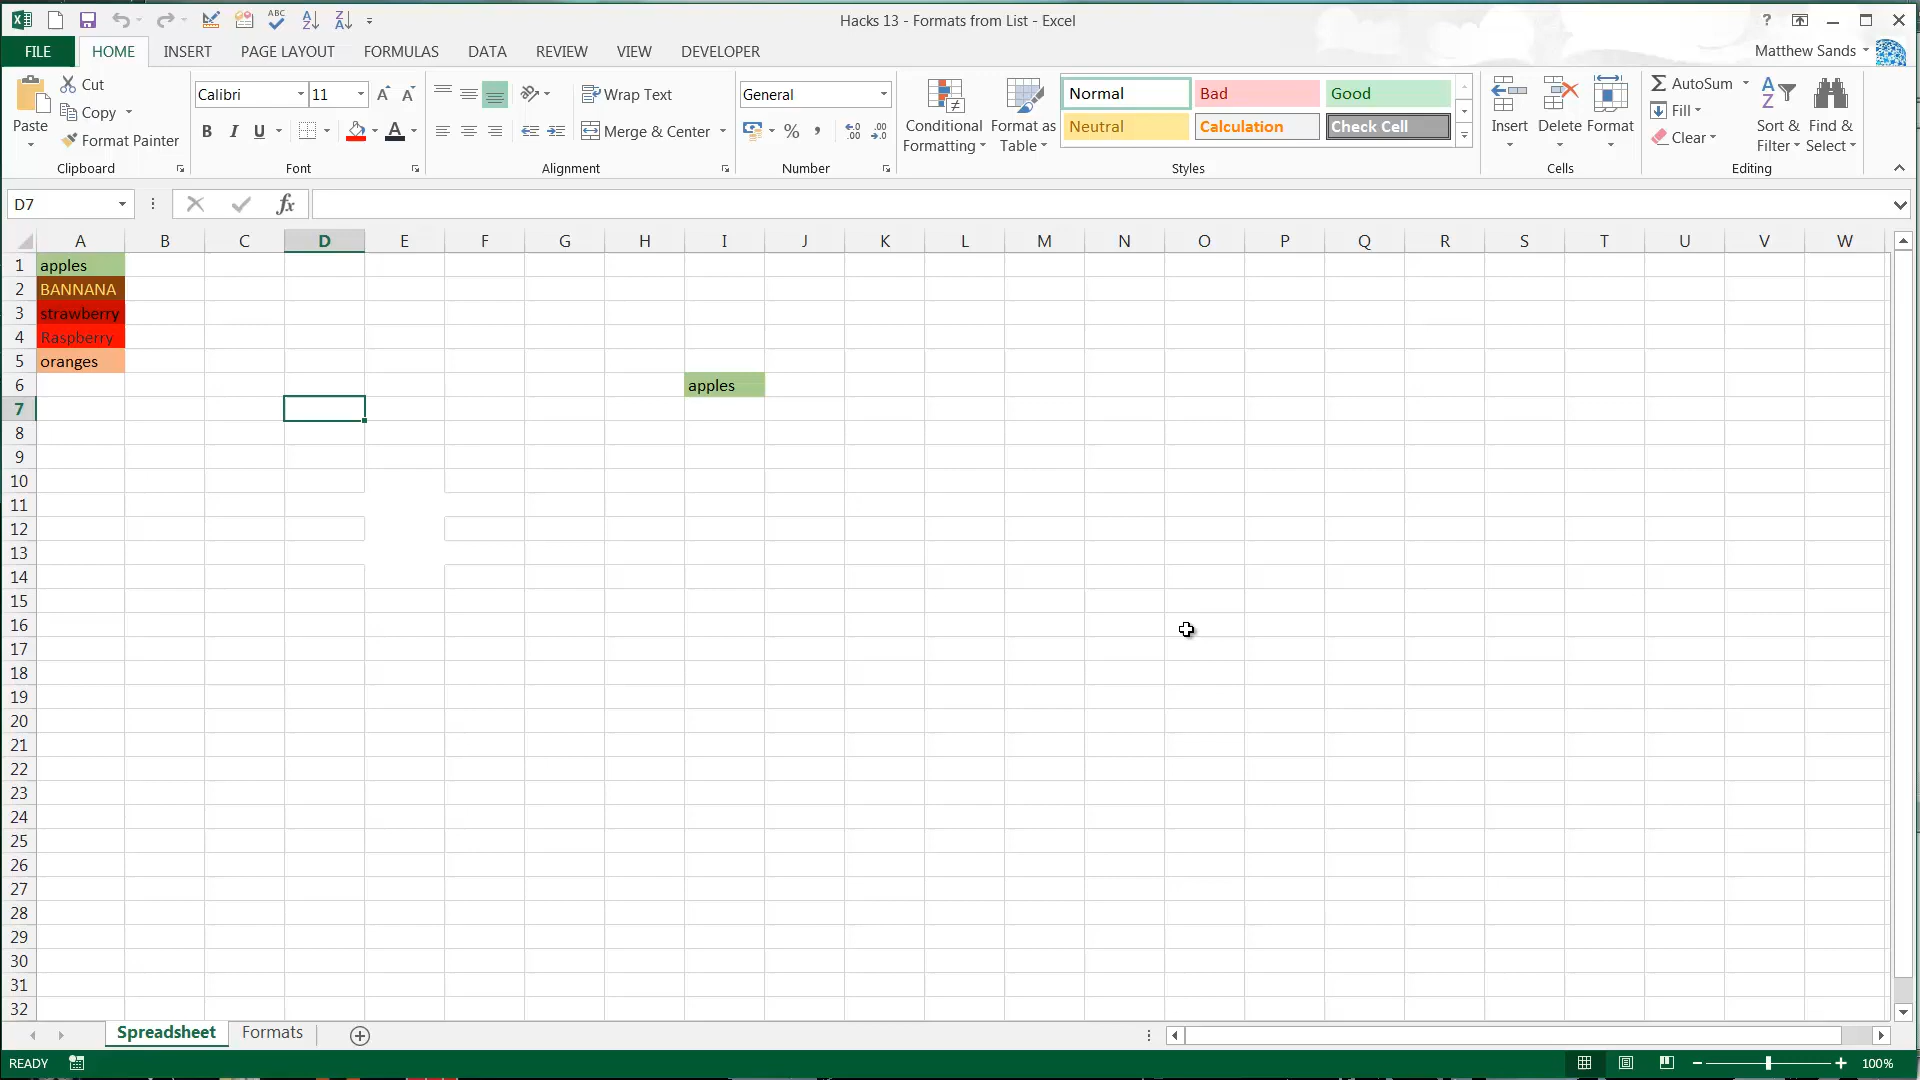 Hacks 13 - Formats from List - Excel
FILE HOME INSERT PAGE LAYOUT FORMULAS DATA REVIEW VIEW DEVELOPER Matthew Sands
Paste
Cut
Copy
Format Painter
Clipboard
Calibri 11
B I U
Font
Wrap Text
Merge & Center
Alignment
General
%
Number
Conditional Formatting
Format as Table
Normal Bad Good
Neutral Calculation Check Cell
Styles
Insert Delete Format
Cells
AutoSum
Fill
Clear
Sort & Filter
Find & Select
Editing
D7 fx
A B C D E F G H I J K L M N O P Q R S T U V W
1 apples
2 BANNANA
3 strawberry
4 Raspberry
5 oranges
6 apples
7
8
9
10
11
12
13
14
15
16
17
18
19
20
21
22
23
24
25
26
27
28
29
30
31
32
Spreadsheet Formats
READY 100%